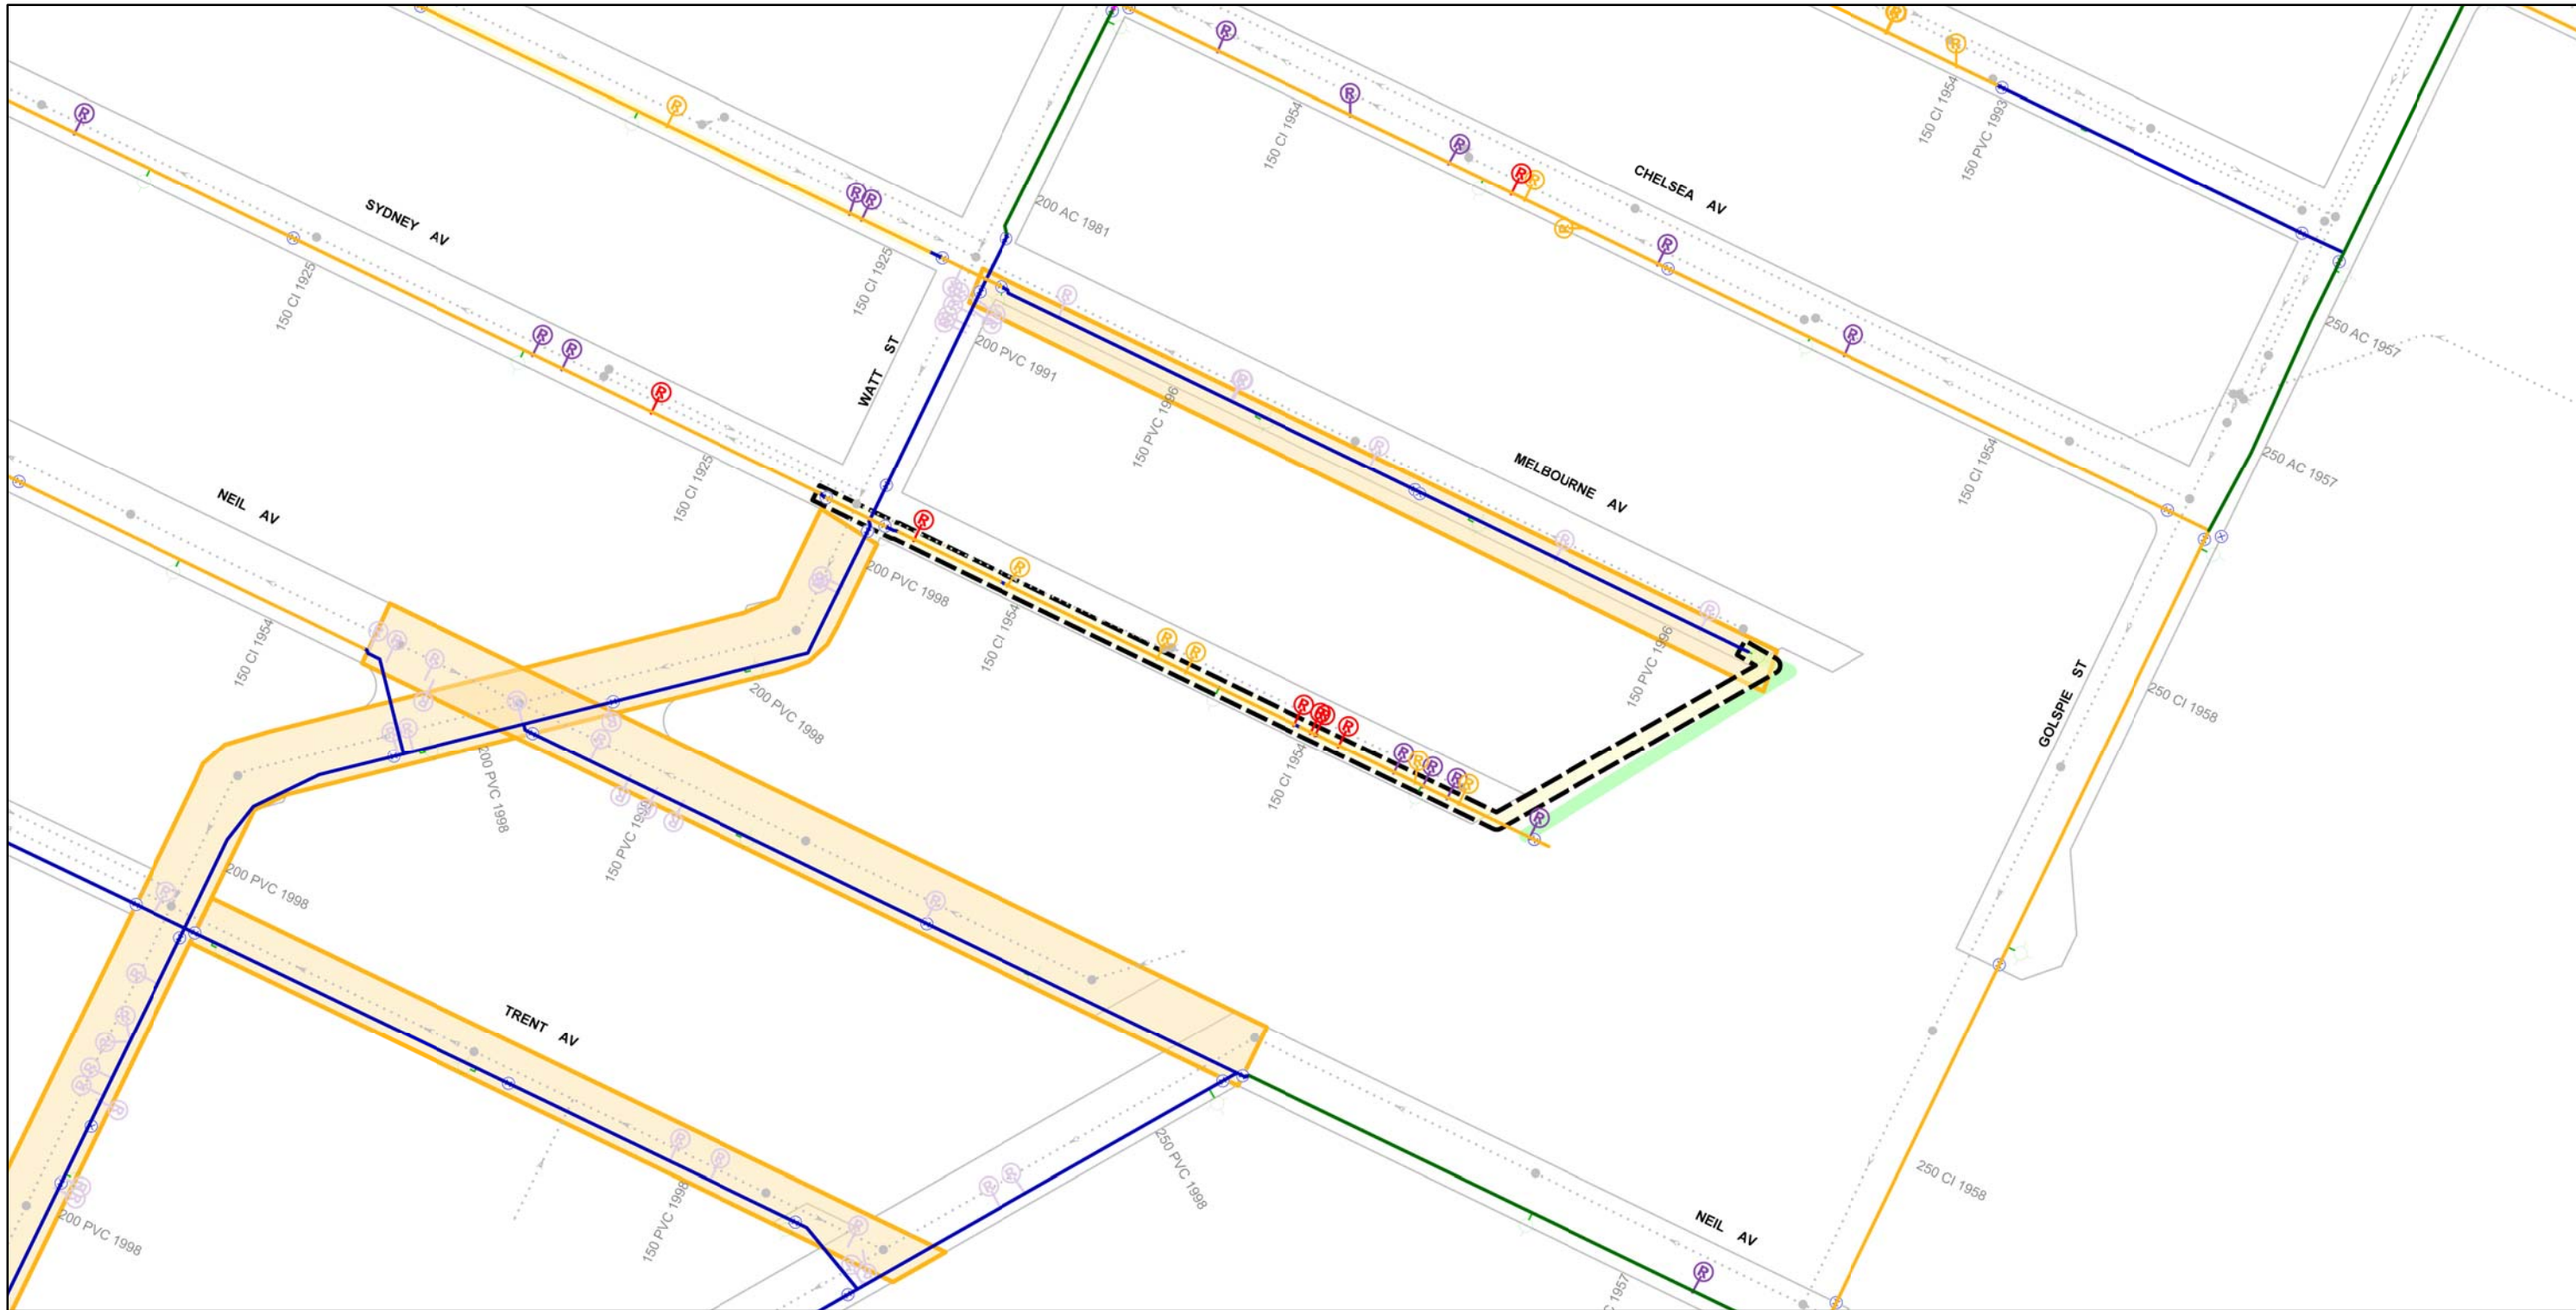 150 CI 1954
150 CI 1954
150 PVC 1993
CHELSEA AV
200 AC 1981
SYDNEY AV
150 CI 1925
150 CI 1925
250 AC 1957
200 PVC 1991
WATT ST
150 PVC 1996
MELBOURNE AV
150 CI 1954
250 AC 1957
150 CI 1925
NEIL AV
200 PVC 1998
150 CI 1954
150 CI 1954
150 PVC 1996
GOLSPIE ST
250 CI 1958
200 PVC 1998
200 PVC 1998
150 CI 1954
150 PVC 1998
200 PVC 1998
TRENT AV
250 PVC 1998
250 CI 1958
150 PVC 1998
200 PVC 1998
NEIL AV
1957